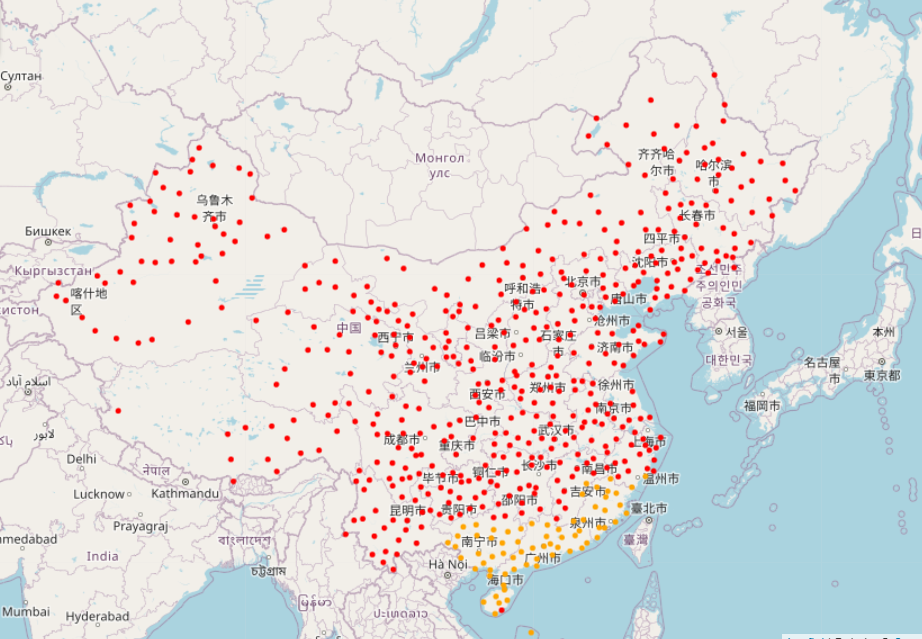 Султан
Монгол
улс
齐齐哈
尔市
哈尔滨
市
乌鲁木
齐市
长春市
Бишкек
四平市
沈阳市
Кыргызстан
조선민주
주의인민
공화국
呼和浩
特市
北京市
喀什地
区
唐山市
中国
西宁市
吕梁市
石家庄
市
沧州市
서울
本州
临汾市
济南市
대한민국
名古屋
市
東京都
兰州市
郑州市
徐州市
西安市
福岡市
南京市
巴中市
武汉市
成都市
重庆市
上海市
Delhi
नेपाल
毕节市
铜仁市
长沙市
南昌市
温州市
Lucknow
Kathmandu
吉安市
邵阳市
昆明市
贵阳市
臺北市
Prayagraj
泉州市
南宁市
臺灣
India
Hà Nội
广州市
海口市
Mumbai
Hyderabad